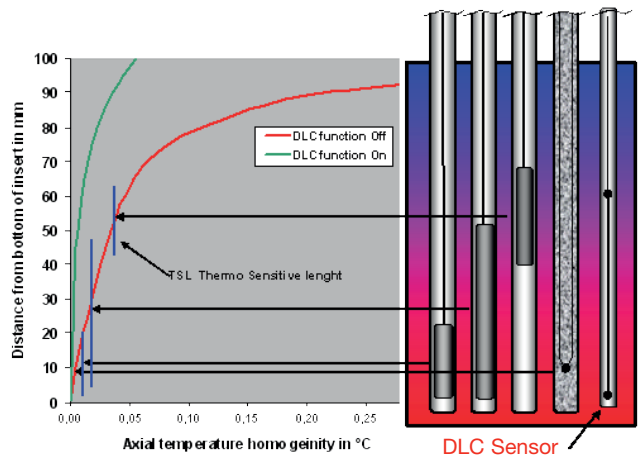 Distance from bottom of insert in mm
100
90
80
70
60
50
40
30
20
10
0
0,00
0,05
0,10
0,15
0,20
0,25
Axial temperature homogeinity in °C
DLC function Off
DLC function On
TSL Thermo Sensitive lenght
DLC Sensor